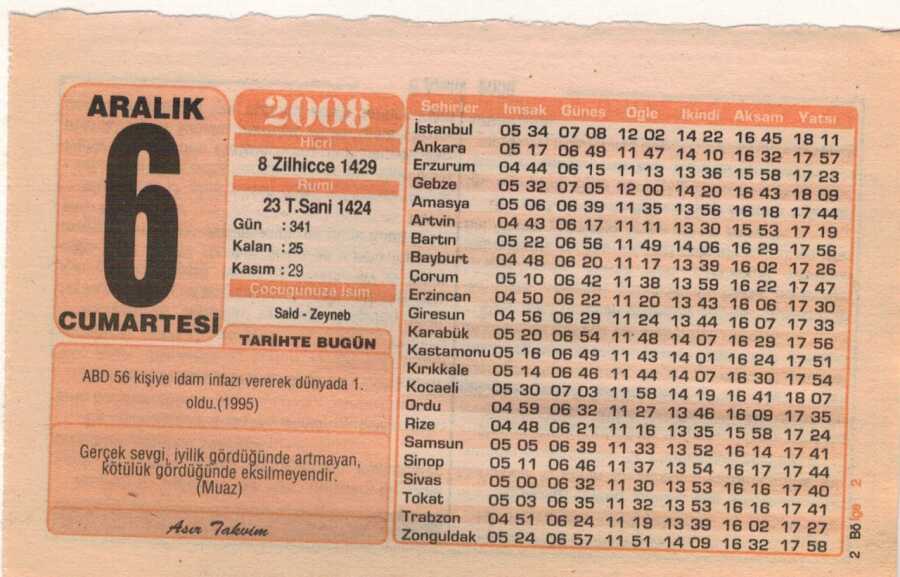 ARALIK
6
CUMARTESİ
2008
Hicri
8 Zilhicce 1429
Rumi
23 T.Sani 1424
Gün : 341
Kalan : 25
Kasım : 29
Çocuğunuza İsim
Said - Zeyneb
TARİHTE BUGÜN
ABD 56 kişiye idam infazı vererek dünyada 1.
oldu.(1995)
Gerçek sevgi, iyilik gördüğünde artmayan,
kötülük gördüğünde eksilmeyendir.
(Muaz)
Asır Takvim
Şehirler İmsak Güneş Öğle İkindi Akşam Yatsı
İstanbul 05 34 07 08 12 02 14 22 16 45 18 11
Ankara 05 17 06 49 11 47 14 10 16 32 17 57
Erzurum 04 44 06 15 11 13 13 36 15 58 17 23
Gebze 05 32 07 05 12 00 14 20 16 43 18 09
Amasya 05 06 06 39 11 35 13 56 16 18 17 44
Artvin 04 43 06 17 11 11 13 30 15 53 17 19
Bartın 05 22 06 56 11 49 14 06 16 29 17 56
Bayburt 04 48 06 20 11 17 13 39 16 02 17 26
Çorum 05 10 06 42 11 38 13 59 16 22 17 47
Erzincan 04 50 06 22 11 20 13 43 16 06 17 30
Giresun 04 56 06 29 11 24 13 44 16 07 17 33
Karabük 05 20 06 54 11 48 14 07 16 29 17 56
Kastamonu 05 16 06 49 11 43 14 01 16 24 17 51
Kırıkkale 05 14 06 46 11 44 14 07 16 30 17 54
Kocaeli 05 30 07 03 11 58 14 19 16 41 18 07
Ordu 04 59 06 32 11 27 13 46 16 09 17 35
Rize 04 48 06 21 11 16 13 35 15 58 17 24
Samsun 05 05 06 39 11 33 13 52 16 14 17 41
Sinop 05 11 06 46 11 37 13 54 16 17 17 44
Sivas 05 00 06 32 11 30 13 53 16 16 17 40
Tokat 05 03 06 35 11 32 13 53 16 16 17 41
Trabzon 04 51 06 24 11 19 13 39 16 02 17 27
Zonguldak 05 24 06 57 11 51 14 09 16 32 17 58